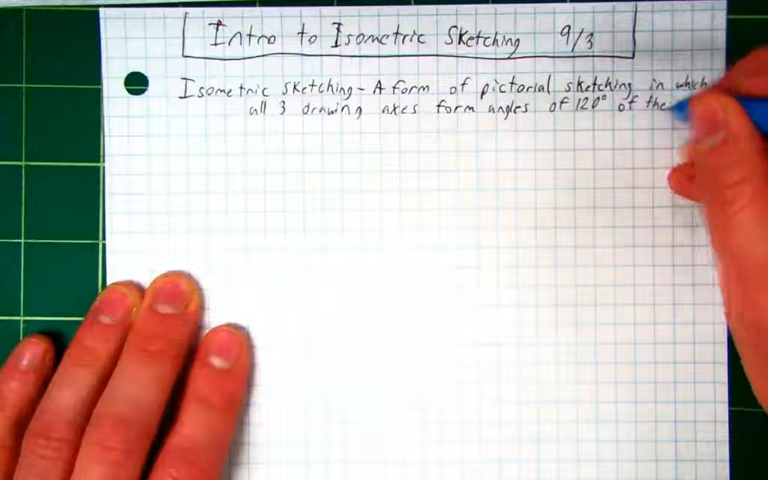 Intro to Isometric Sketching 9/3
Isometric sketching - A form of pictorial sketching in which
all 3 drawing axes form angles of 120° of the